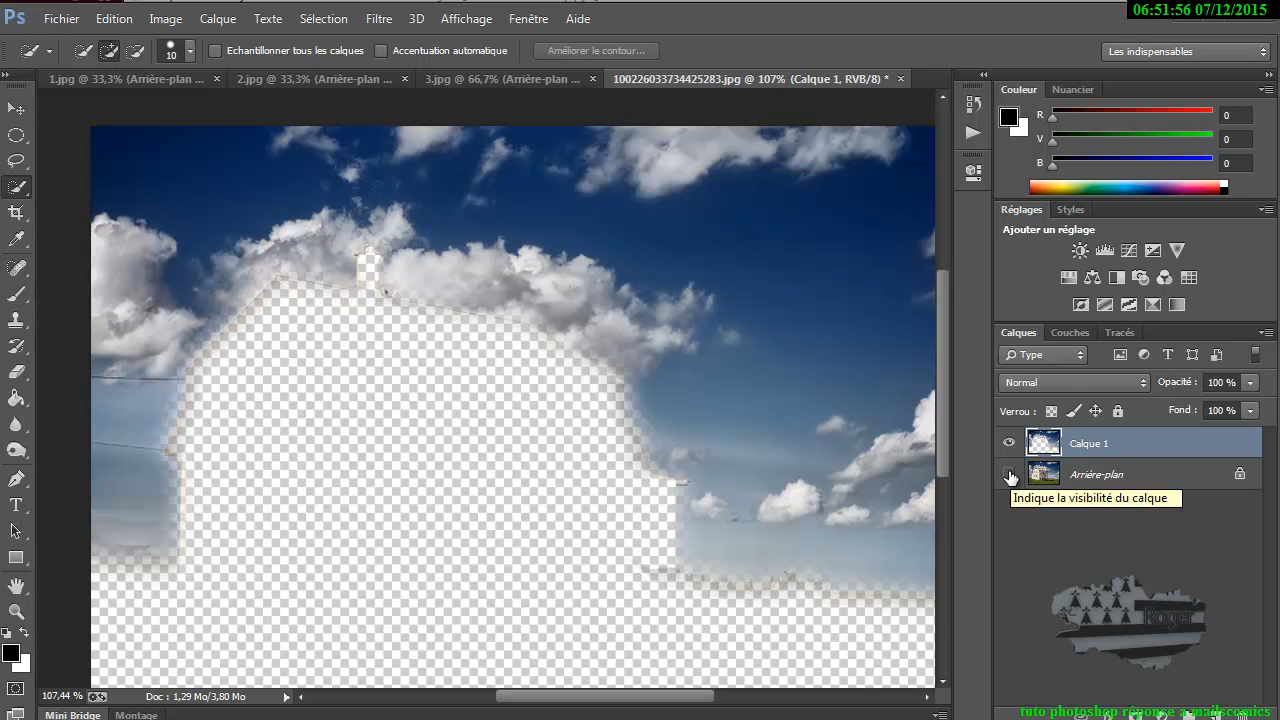 06:51:56 07/12/2015
Ps Fichier Edition Image Calque Texte Sélection Filtre 3D Affichage Fenêtre Aide
10 Echantillonner tous les calques Accentuation automatique Améliorer le contour... Les indispensables
1.jpg @ 33,3% (Arrière-plan ... × 2.jpg @ 33,3% (Arrière-plan ... × 3.jpg @ 66,7% (Arrière-plan ... × 100226033734425283.jpg @ 107% (Calque 1, RVB/8) * ×
Couleur Nuancier
R 0
V 0
B 0
Réglages Styles
Ajouter un réglage
Calques Couches Tracés
Type
Normal Opacité : 100 %
Verrou : Fond : 100 %
Calque 1
Arrière-plan
Indique la visibilité du calque
Roger
107,44 % Doc : 1,29 Mo/3,80 Mo
Mini Bridge Montage
tuto photoshop réponse a mailscomics